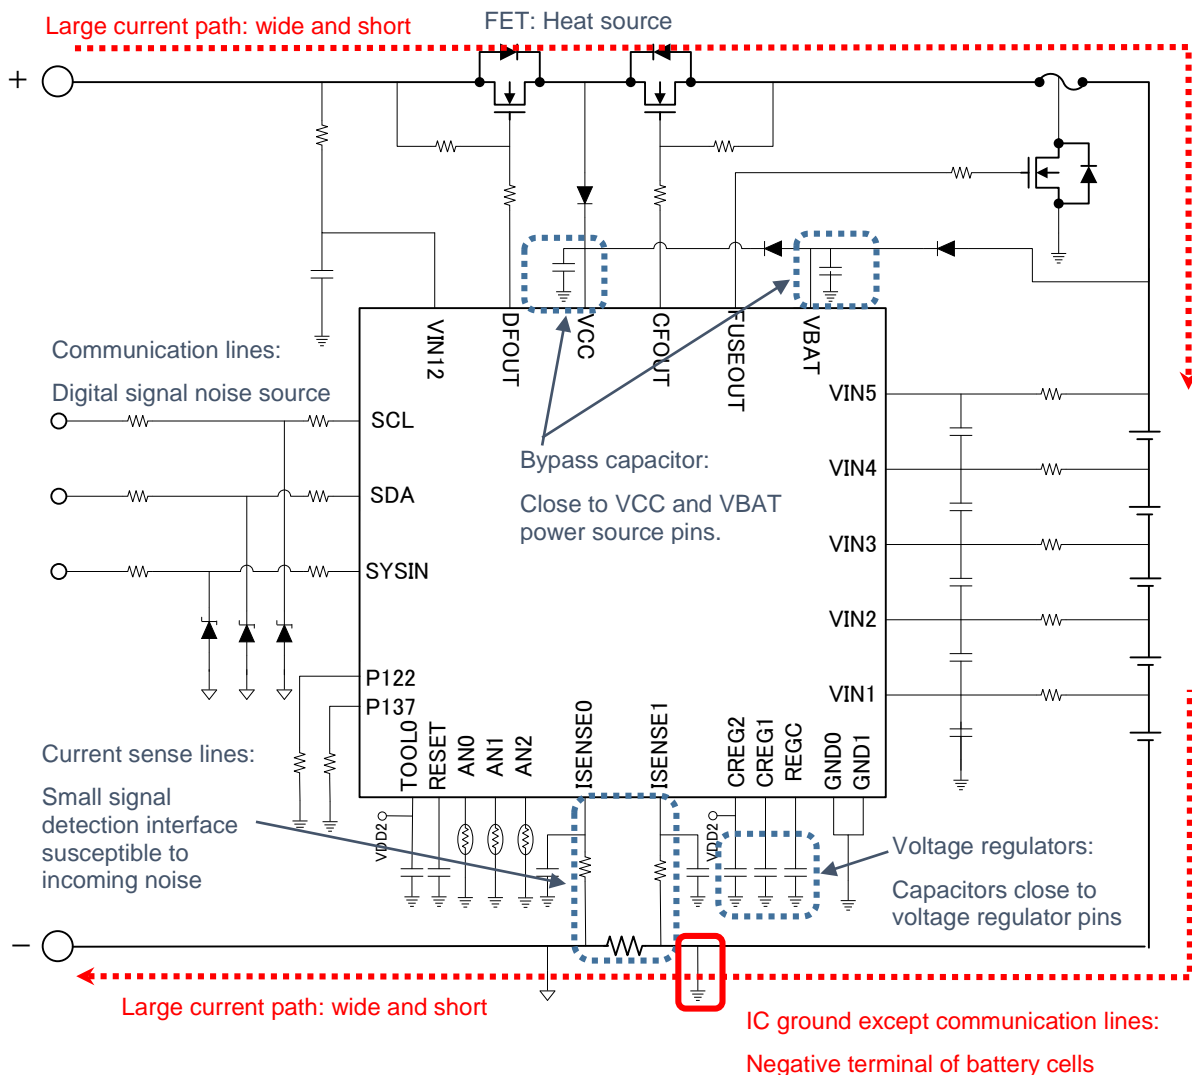 Large current path: wide and short
FET: Heat source
+
VIN12
DFOUT
VCC
CFOUT
FUSEOUT
VBAT
Communication lines:
Digital signal noise source
SCL
SDA
SYSIN
P122
P137
VIN5
VIN4
VIN3
VIN2
VIN1
Bypass capacitor:
Close to VCC and VBAT
power source pins.
Current sense lines:
Small signal
detection interface
susceptible to
incoming noise
TOOL0
RESET
AN0
AN1
AN2
ISENSE0
ISENSE1
CREG2
CREG1
REGC
GND0
GND1
VDD2
VDD2
Voltage regulators:
Capacitors close to
voltage regulator pins
−
Large current path: wide and short
IC ground except communication lines:
Negative terminal of battery cells